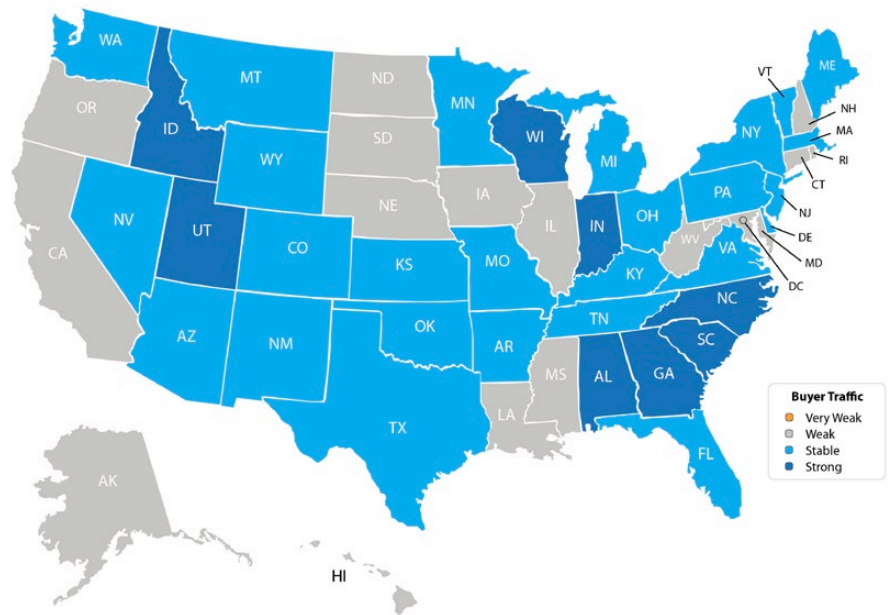 WA
MT
ND
MN
VT
ME
OR
ID
SD
WI
NY
NH
MA
WY
MI
RI
CT
NE
IA
PA
NJ
NV
UT
CO
IL
IN
OH
DE
CA
KS
MO
WV
VA
MD
KY
DC
NC
TN
AZ
NM
OK
AR
SC
MS
AL
GA
LA
TX
FL
Buyer Traffic
Very Weak
Weak
Stable
Strong
AK
HI